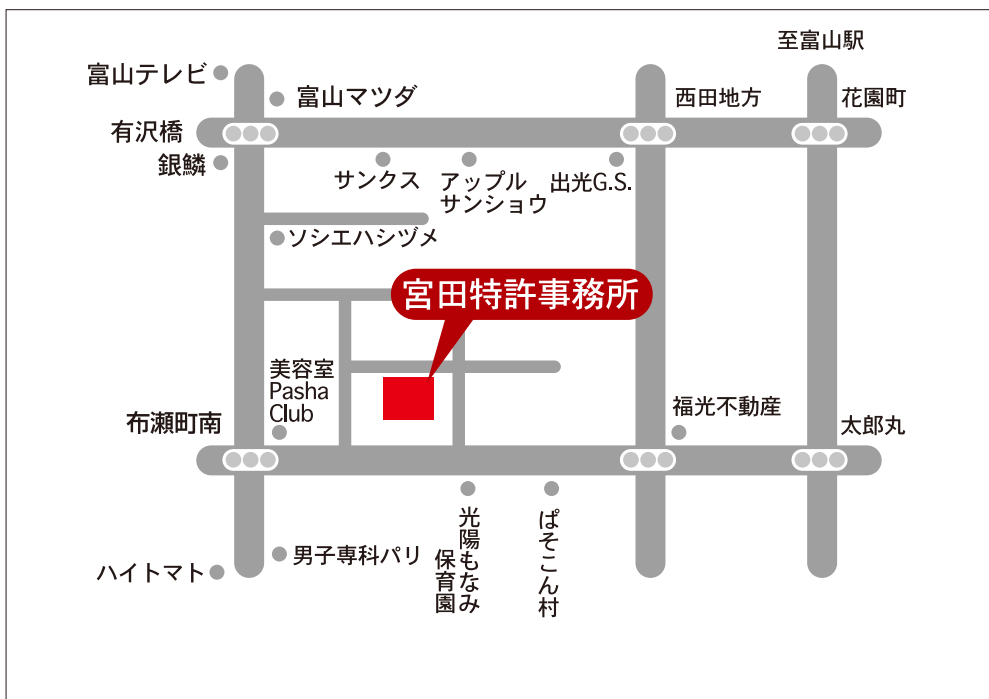 至富山駅
富山テレビ
富山マツダ
西田地方
花園町
有沢橋
銀鱗
サンクス
アップル
サンショウ
出光G.S.
ソシエハシヅメ
宮田特許事務所
美容室
Pasha
Club
布瀬町南
福光不動産
太郎丸
光陽もなみ
保育園
ぱそこん村
男子専科パリ
ハイトマト